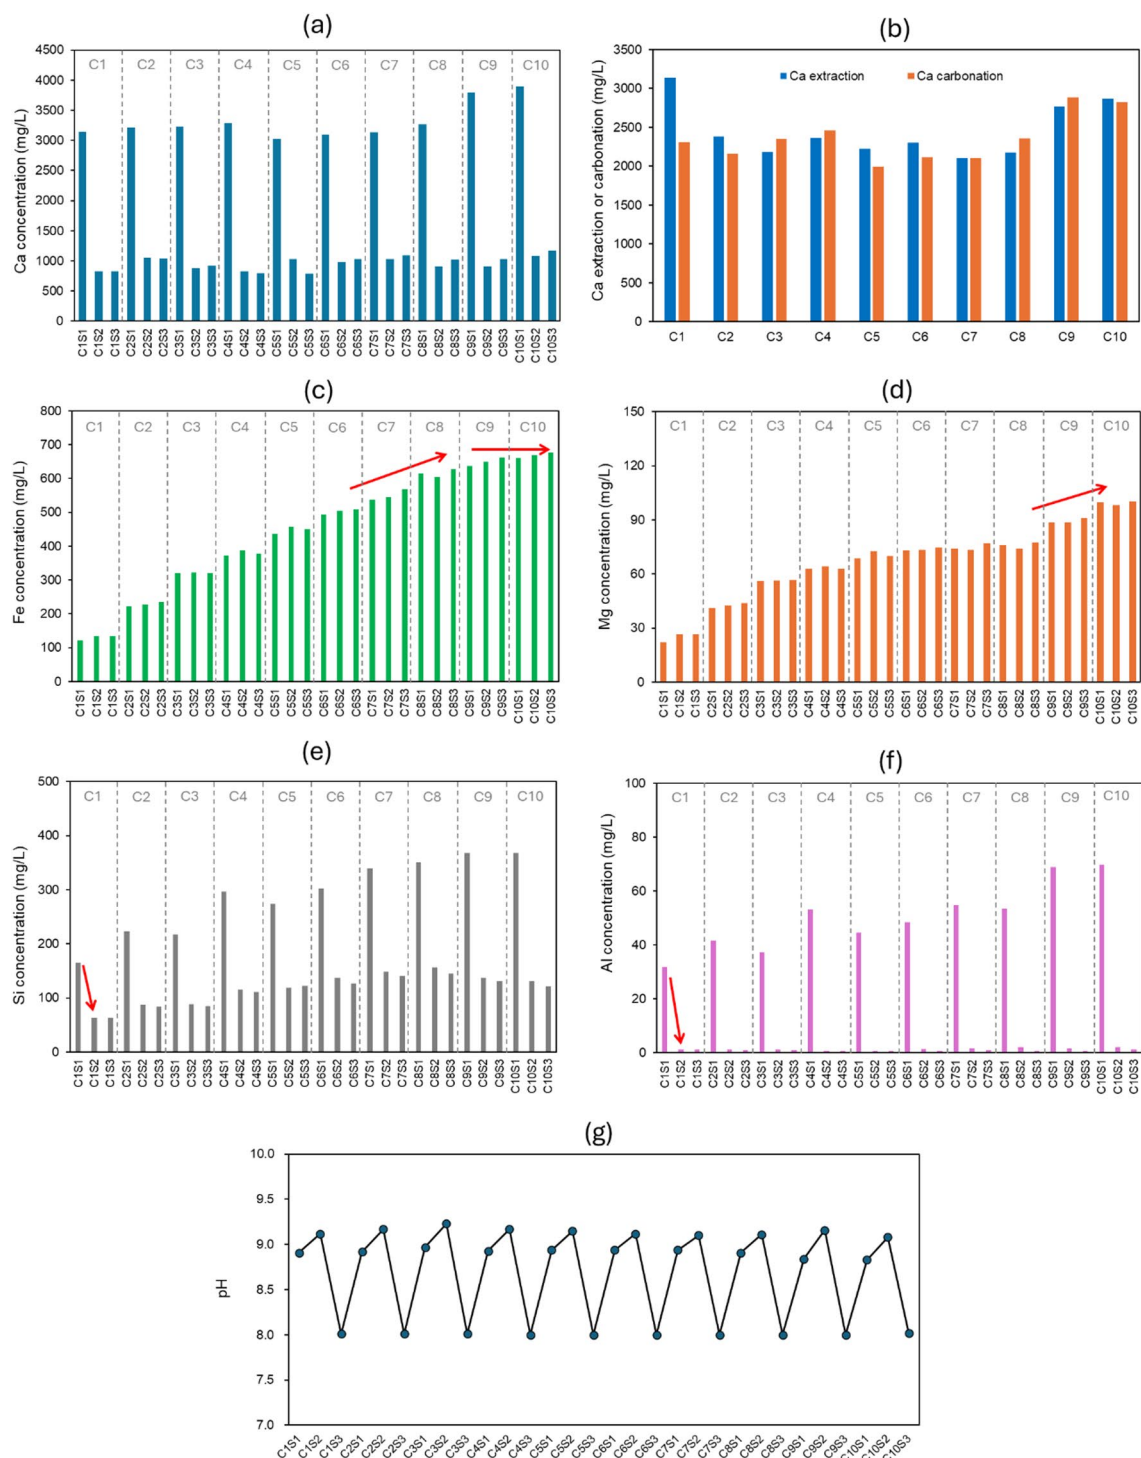 (a)
Ca concentration (mg/L)
4500
4000
3500
3000
2500
2000
1500
1000
500
0
C1 C2 C3 C4 C5 C6 C7 C8 C9 C10
C1S1 C1S2 C1S3 C2S1 C2S2 C2S3 C3S1 C3S2 C3S3 C4S1 C4S2 C4S3 C5S1 C5S2 C5S3 C6S1 C6S2 C6S3 C7S1 C7S2 C7S3 C8S1 C8S2 C8S3 C9S1 C9S2 C9S3 C10S1 C10S2 C10S3
(b)
Ca extraction or carbonation (mg/L)
3500
3000
2500
2000
1500
1000
500
0
Ca extraction Ca carbonation
C1 C2 C3 C4 C5 C6 C7 C8 C9 C10
(c)
Fe concentration (mg/L)
800
700
600
500
400
300
200
100
0
C1 C2 C3 C4 C5 C6 C7 C8 C9 C10
C1S1 C1S2 C1S3 C2S1 C2S2 C2S3 C3S1 C3S2 C3S3 C4S1 C4S2 C4S3 C5S1 C5S2 C5S3 C6S1 C6S2 C6S3 C7S1 C7S2 C7S3 C8S1 C8S2 C8S3 C9S1 C9S2 C9S3 C10S1 C10S2 C10S3
(d)
Mg concentration (mg/L)
150
120
90
60
30
0
C1 C2 C3 C4 C5 C6 C7 C8 C9 C10
C1S1 C1S2 C1S3 C2S1 C2S2 C2S3 C3S1 C3S2 C3S3 C4S1 C4S2 C4S3 C5S1 C5S2 C5S3 C6S1 C6S2 C6S3 C7S1 C7S2 C7S3 C8S1 C8S2 C8S3 C9S1 C9S2 C9S3 C10S1 C10S2 C10S3
(e)
Si concentration (mg/L)
500
400
300
200
100
0
C1 C2 C3 C4 C5 C6 C7 C8 C9 C10
C1S1 C1S2 C1S3 C2S1 C2S2 C2S3 C3S1 C3S2 C3S3 C4S1 C4S2 C4S3 C5S1 C5S2 C5S3 C6S1 C6S2 C6S3 C7S1 C7S2 C7S3 C8S1 C8S2 C8S3 C9S1 C9S2 C9S3 C10S1 C10S2 C10S3
(f)
Al concentration (mg/L)
100
80
60
40
20
0
C1 C2 C3 C4 C5 C6 C7 C8 C9 C10
C1S1 C1S2 C1S3 C2S1 C2S2 C2S3 C3S1 C3S2 C3S3 C4S1 C4S2 C4S3 C5S1 C5S2 C5S3 C6S1 C6S2 C6S3 C7S1 C7S2 C7S3 C8S1 C8S2 C8S3 C9S1 C9S2 C9S3 C10S1 C10S2 C10S3
(g)
pH
10.0
9.5
9.0
8.5
8.0
7.5
7.0
C1S1 C1S2 C1S3 C2S1 C2S2 C2S3 C3S1 C3S2 C3S3 C4S1 C4S2 C4S3 C5S1 C5S2 C5S3 C6S1 C6S2 C6S3 C7S1 C7S2 C7S3 C8S1 C8S2 C8S3 C9S1 C9S2 C9S3 C10S1 C10S2 C10S3